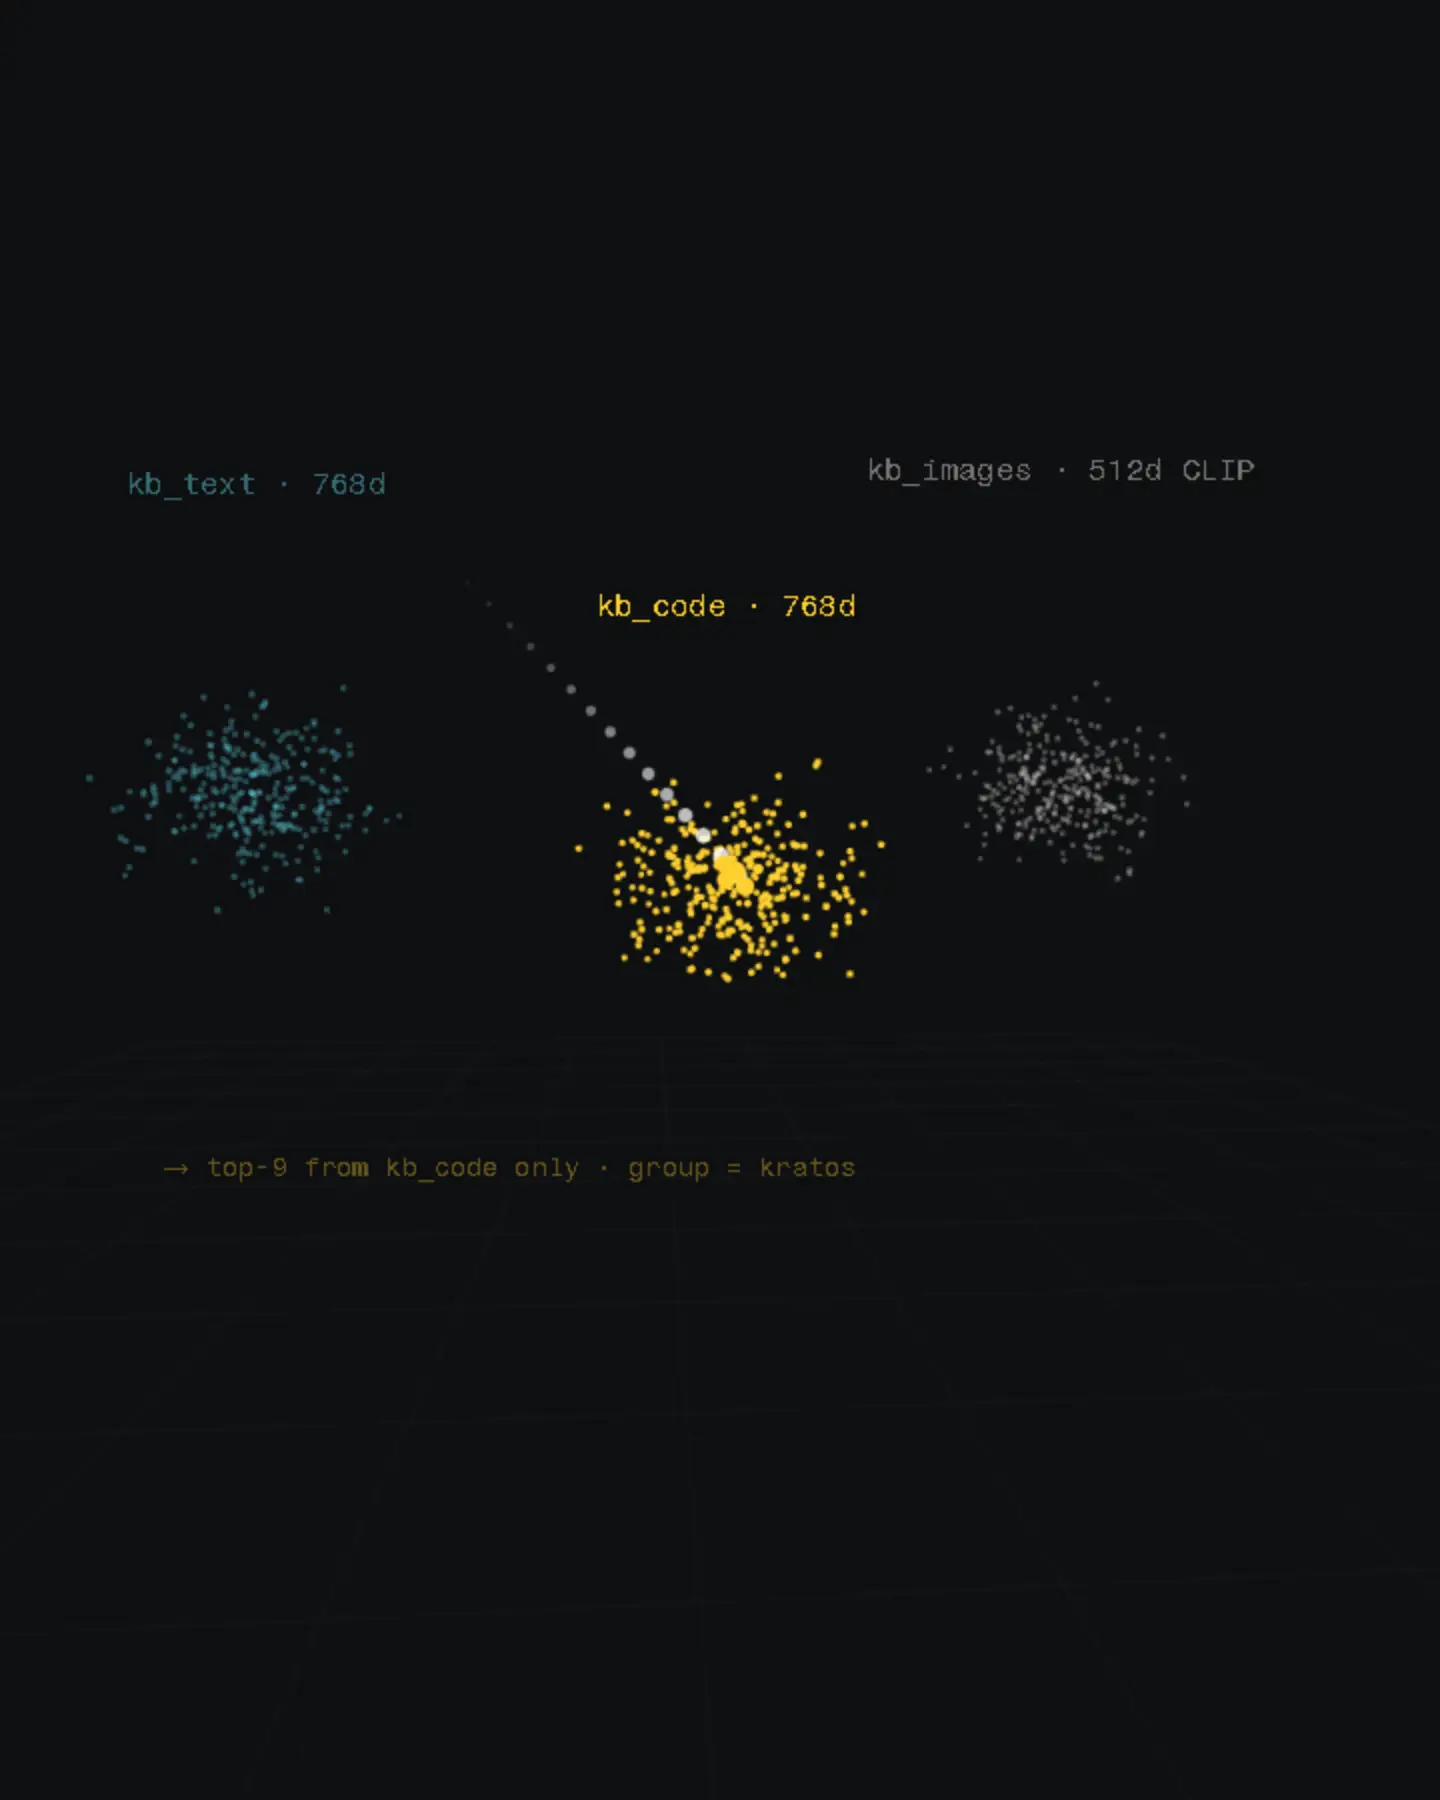 kb_text · 768d
kb_images · 512d CLIP
kb_code · 768d
→ top-9 from kb_code only · group = kratos